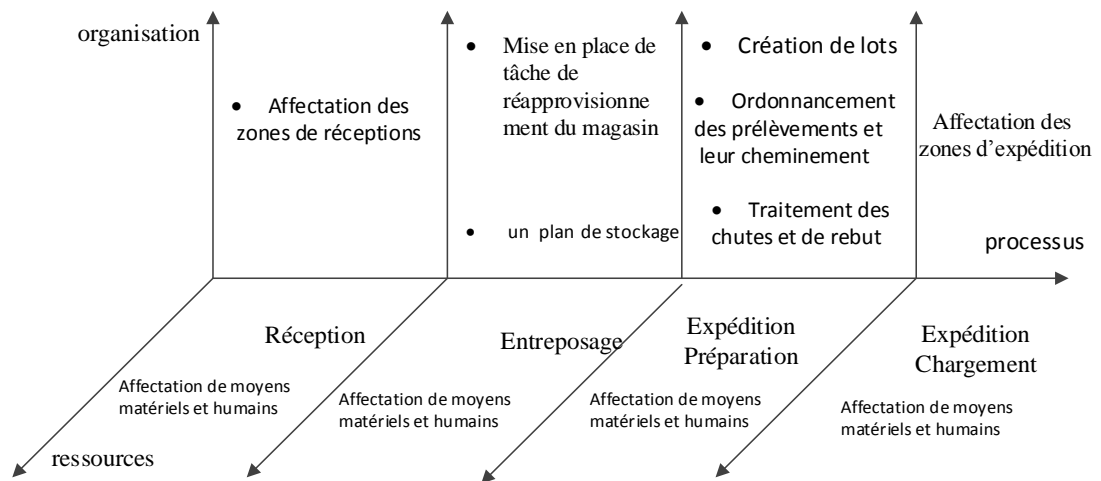 organisation
• Affectation des
zones de réceptions
• Mise en place de
tâche de
réapprovisionne
ment du magasin
• un plan de stockage
• Création de lots
• Ordonnancement
des prélèvements et
leur cheminement
• Traitement des
chutes et de rebut
Affectation des
zones d’expédition
processus
Réception
Entreposage
Expédition
Préparation
Expédition
Chargement
Affectation de moyens
matériels et humains
Affectation de moyens
matériels et humains
Affectation de moyens
matériels et humains
Affectation de moyens
matériels et humains
ressources